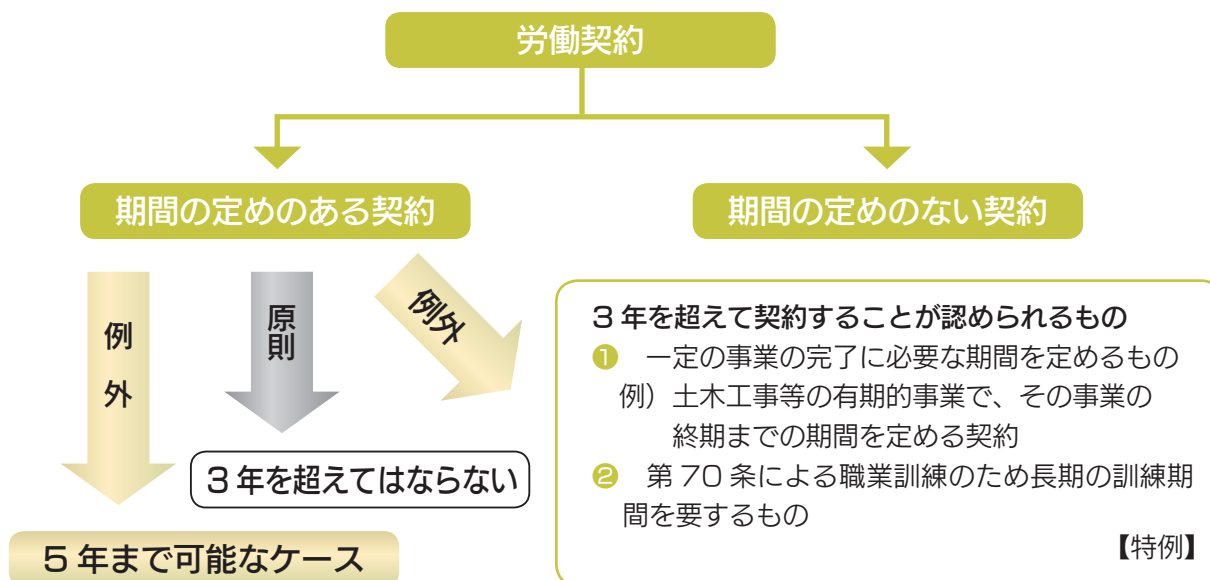 労働契約
期間の定めのある契約
期間の定めのない契約
例外
原則
例外
3年を超えてはならない
5年まで可能なケース
3年を超えて契約することが認められるもの
❶ 一定の事業の完了に必要な期間を定めるもの
例）土木工事等の有期的事業で、その事業の
終期までの期間を定める契約
❷ 第70条による職業訓練のため長期の訓練期
間を要するもの
【特例】